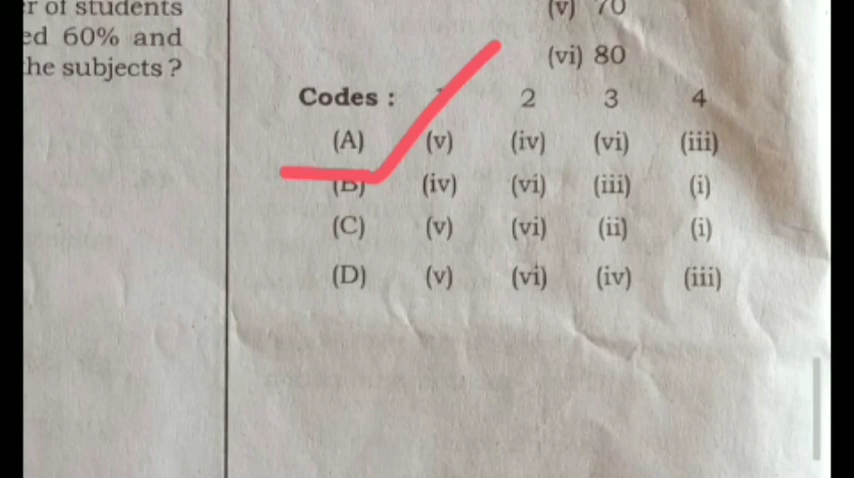 r of students
ed 60% and
he subjects ?
(v) 70
(vi) 80
Codes : 2 3 4
(A) (v) (iv) (vi) (iii)
(B) (iv) (vi) (iii) (i)
(C) (v) (vi) (ii) (i)
(D) (v) (vi) (iv) (iii)